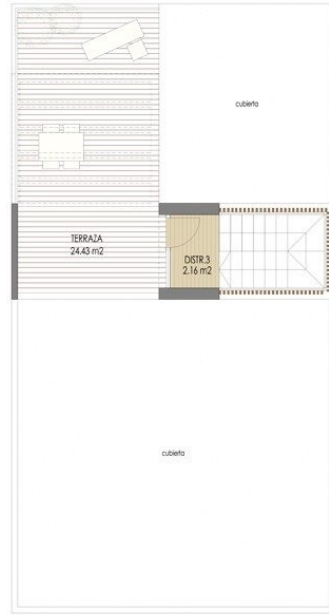 cubierta
TERRAZA
24.43 m2
DISTR.3
2.16 m2
cubierta